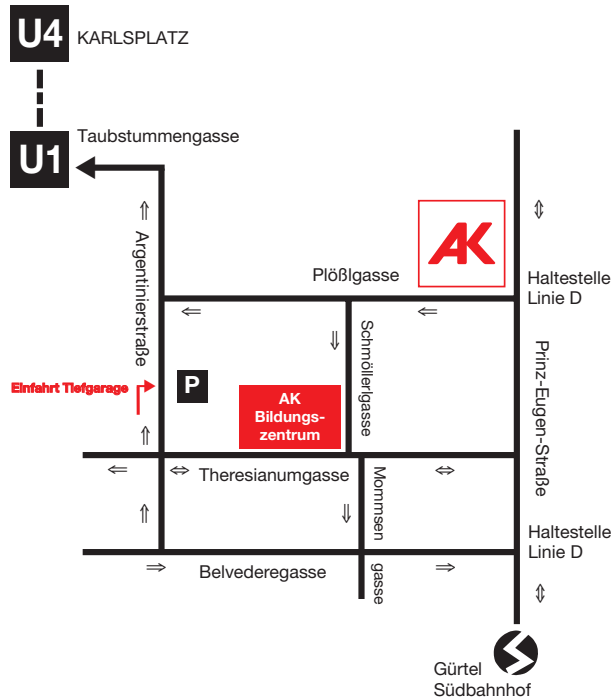 U4
KARLSPLATZ
Taubstummengasse
U1
AK
Argentinierstraße
Plößlgasse
Haltestelle
Linie D
Schmöllerlgasse
Prinz-Eugen-Straße
Einfahrt Tiefgarage
P
AK
Bildungs-
zentrum
Theresianumgasse
Mommsen
gasse
Haltestelle
Linie D
Belvederegasse
Gürtel
Südbahnhof